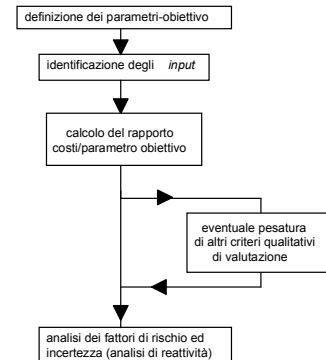 definizione dei parametri-obiettivo
identificazione degli input
calcolo del rapporto
costi/parametro obiettivo
eventuale pesatura
di altri criteri qualitativi
di valutazione
analisi dei fattori di rischio ed
incertezza (analisi di reattività)